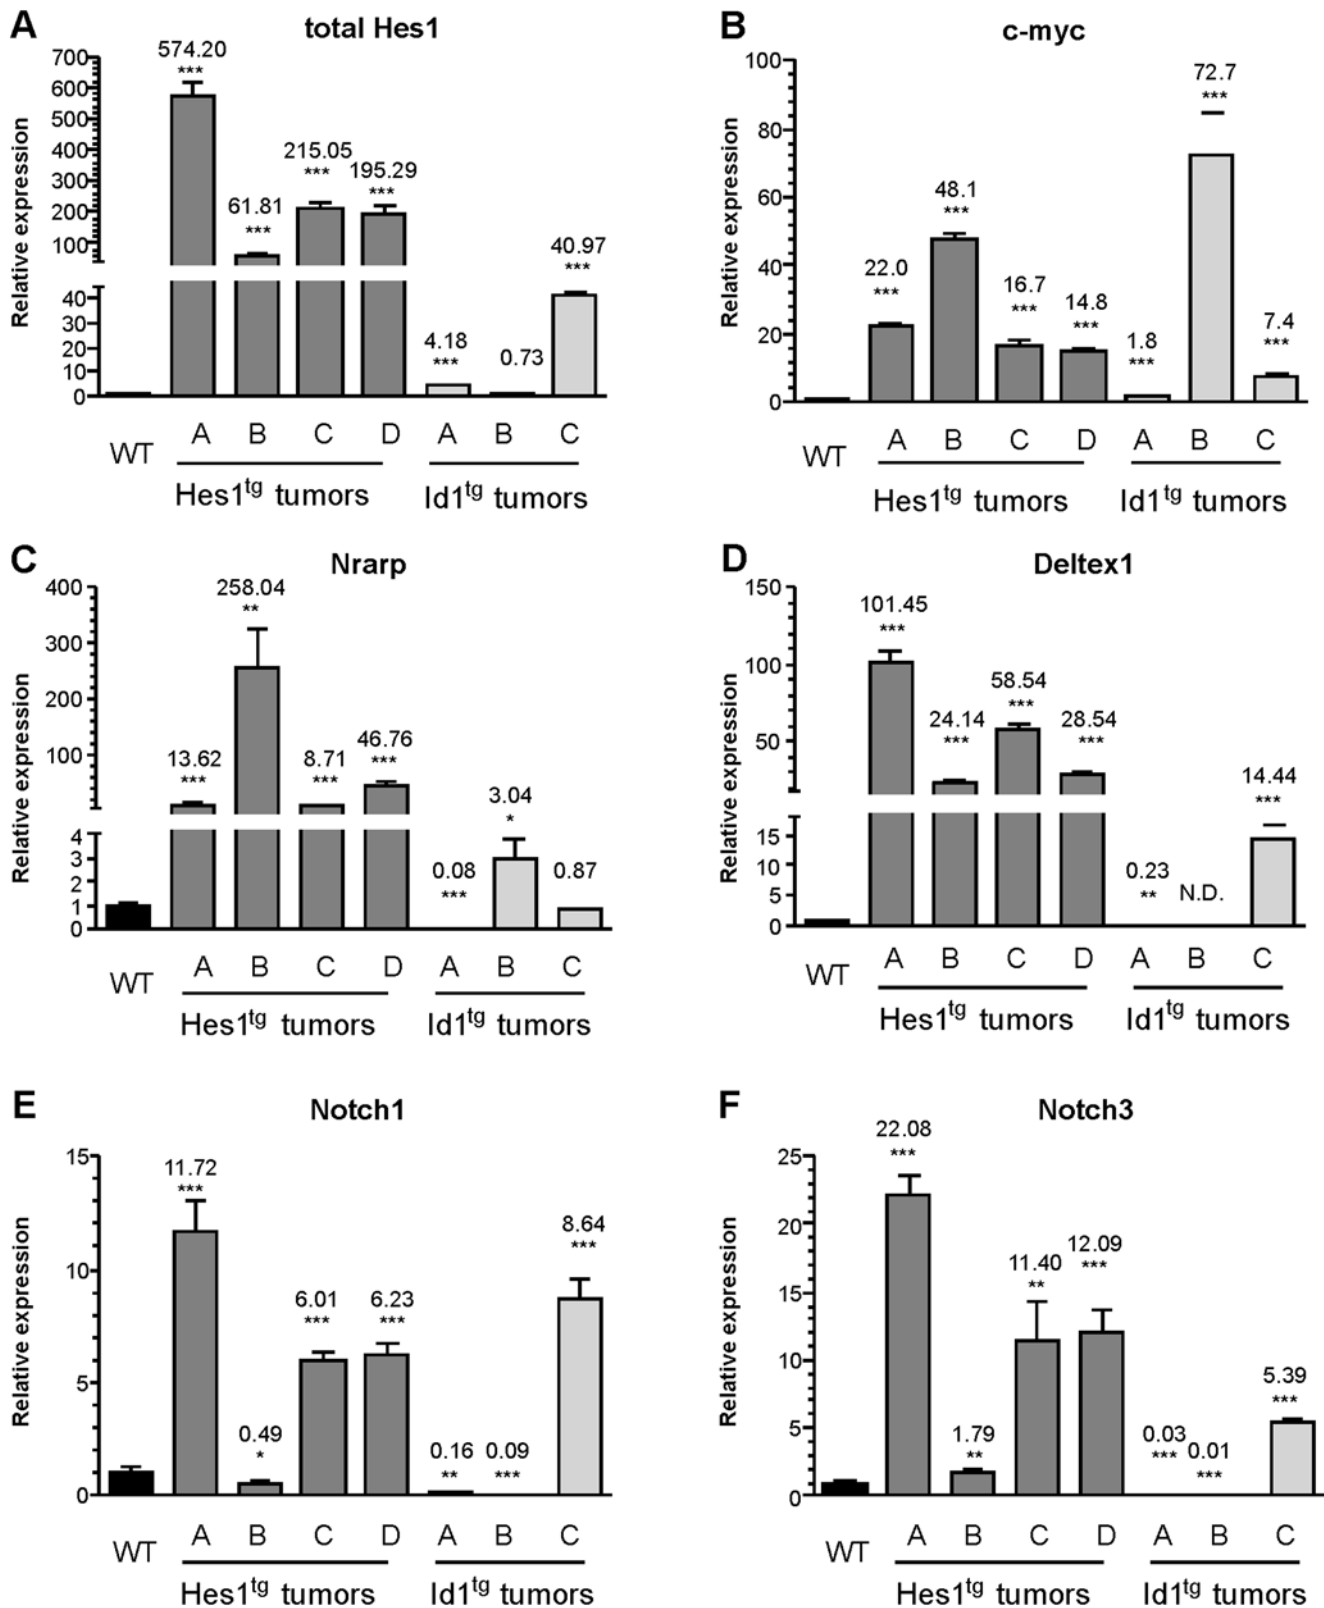 A
total Hes1
Relative expression
700
600
500
400
300
200
100
40
30
20
10
0
574.20
***
61.81
***
215.05
***
195.29
***
4.18
***
0.73
40.97
***
WT
A B C D A B C
Hes1tg tumors
Id1tg tumors
B
c-myc
Relative expression
100
80
60
40
20
0
22.0
***
48.1
***
16.7
***
14.8
***
1.8
***
72.7
***
7.4
***
WT
A B C D A B C
Hes1tg tumors
Id1tg tumors
C
Nrarp
Relative expression
400
300
200
100
4
3
2
1
0
13.62
***
258.04
**
8.71
***
46.76
***
0.08
***
3.04
*
0.87
WT
A B C D A B C
Hes1tg tumors
Id1tg tumors
D
Deltex1
Relative expression
150
100
50
15
10
5
0
101.45
***
24.14
***
58.54
***
28.54
***
0.23
**
N.D.
14.44
***
WT
A B C D A B C
Hes1tg tumors
Id1tg tumors
E
Notch1
Relative expression
15
10
5
0
11.72
***
0.49
*
6.01
***
6.23
***
0.16
**
0.09
***
8.64
***
WT
A B C D A B C
Hes1tg tumors
Id1tg tumors
F
Notch3
Relative expression
25
20
15
10
5
0
22.08
***
1.79
**
11.40
**
12.09
***
0.03
***
0.01
***
5.39
***
WT
A B C D A B C
Hes1tg tumors
Id1tg tumors